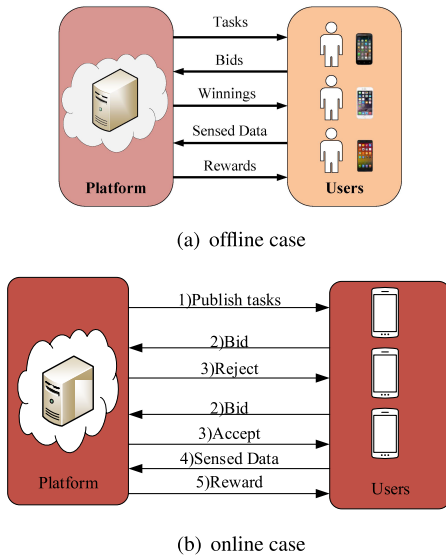 Tasks
Bids
Winnings
Sensed Data
Rewards
Platform
Users
(a) offline case
1)Publish tasks
2)Bid
3)Reject
2)Bid
3)Accept
4)Sensed Data
5)Reward
Platform
Users
(b) online case